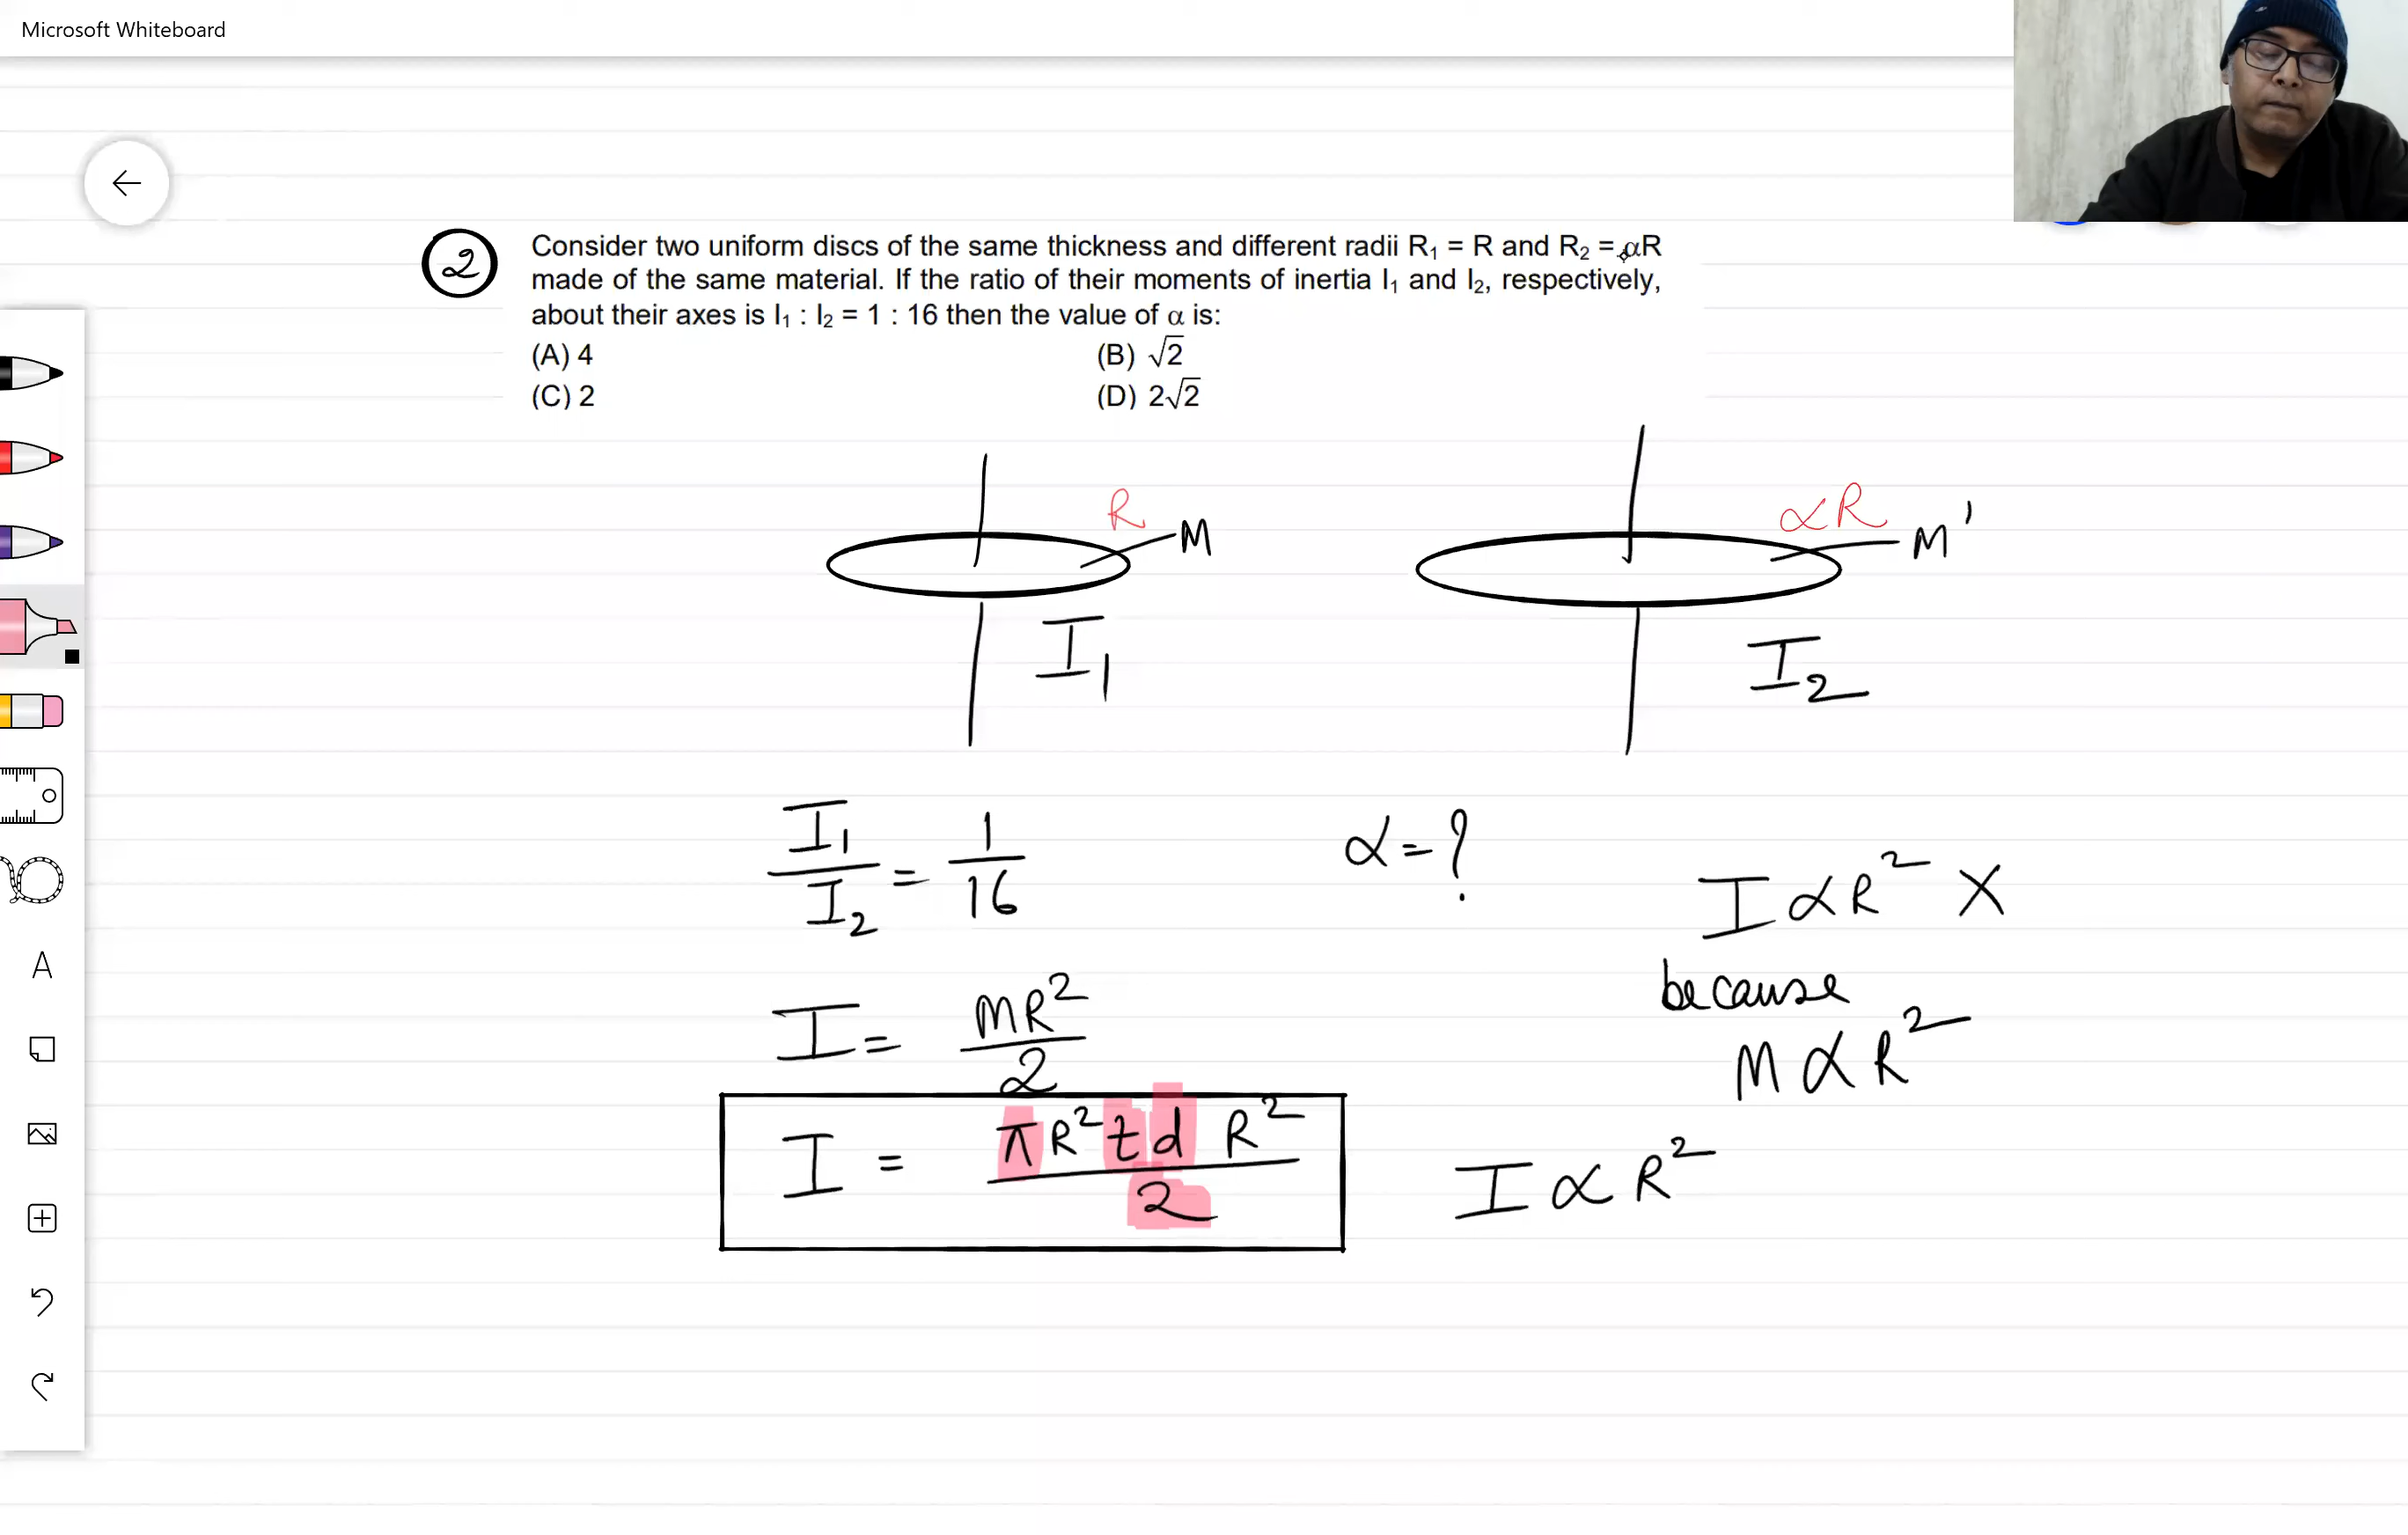 Microsoft Whiteboard
2 Consider two uniform discs of the same thickness and different radii R₁ = R and R₂ = αR
made of the same material. If the ratio of their moments of inertia I₁ and I₂, respectively,
about their axes is I₁ : I₂ = 1 : 16 then the value of α is:
(A) 4 (B) √2
(C) 2 (D) 2√2
R M αR M'
I₁ I₂
I₁/I₂ = 1/16 α = ?
I ∝ R² X
because
I = MR²/2 M ∝ R²
I = πR²td R²/2 I ∝ R²
A